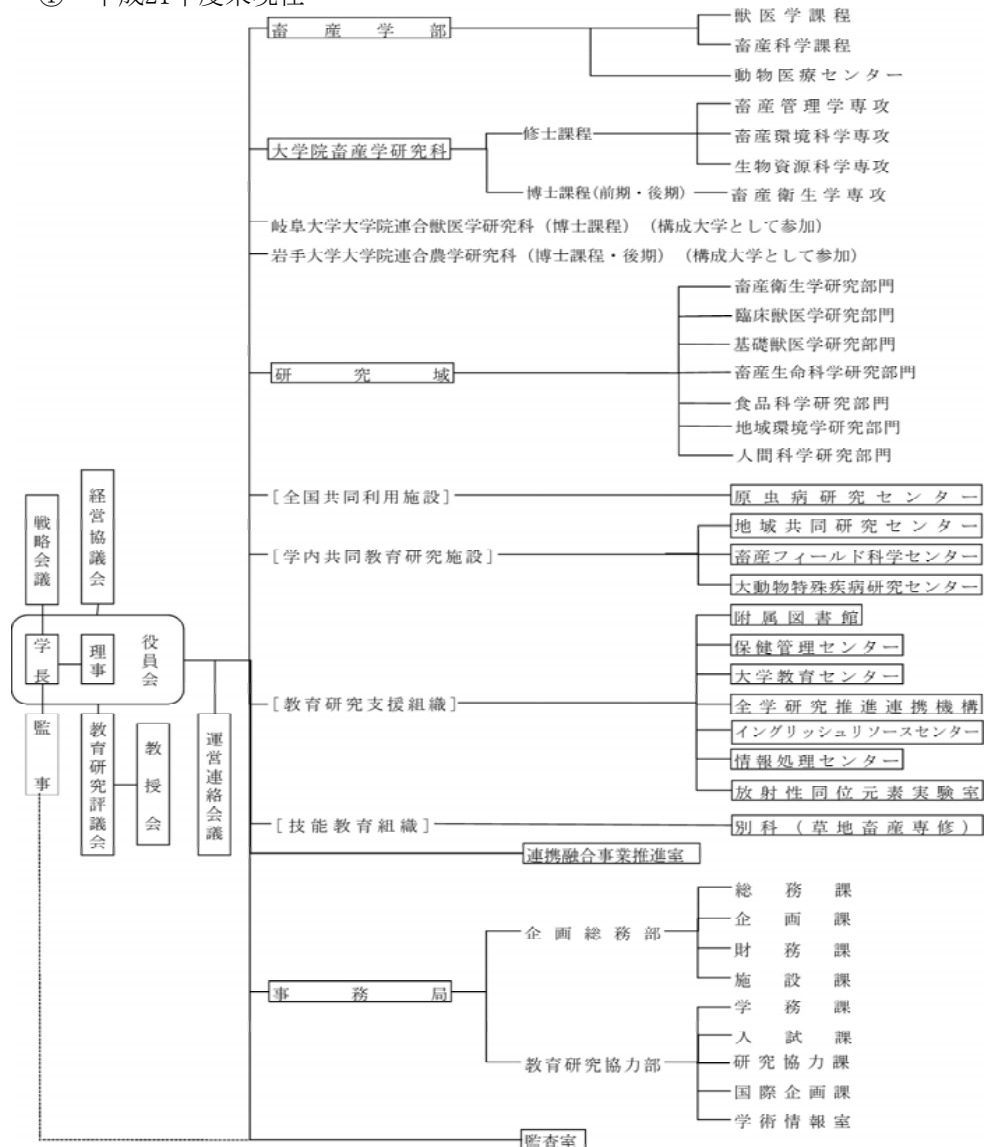 ① 平成21年度末現在
畜産学部
獣医学課程
畜産科学課程
動物医療センター
大学院畜産学研究科
修士課程
畜産管理学専攻
畜産環境科学専攻
生物資源科学専攻
博士課程(前期・後期)
畜産衛生学専攻
岐阜大学大学院連合獣医学研究科（博士課程）（構成大学として参加）
岩手大学大学院連合農学研究科（博士課程・後期）（構成大学として参加）
研究域
畜産衛生学研究部門
臨床獣医学研究部門
基礎獣医学研究部門
畜産生命科学研究部門
食品科学研究部門
地域環境学研究部門
人間科学研究部門
[全国共同利用施設]
原虫病研究センター
[学内共同教育研究施設]
地域共同研究センター
畜産フィールド科学センター
大動物特殊疾病研究センター
戦略会議
経営協議会
学長
理事
役員会
監事
教育研究評議会
教授会
運営連絡会議
[教育研究支援組織]
附属図書館
保健管理センター
大学教育センター
全学研究推進連携機構
イングリッシュリソースセンター
情報処理センター
放射性同位元素実験室
[技能教育組織]
別科（草地畜産専修）
連携融合事業推進室
事務局
企画総務部
総務課
企画課
財務課
施設課
教育研究協力部
学務課
入試課
研究協力課
国際企画課
学術情報室
監査室